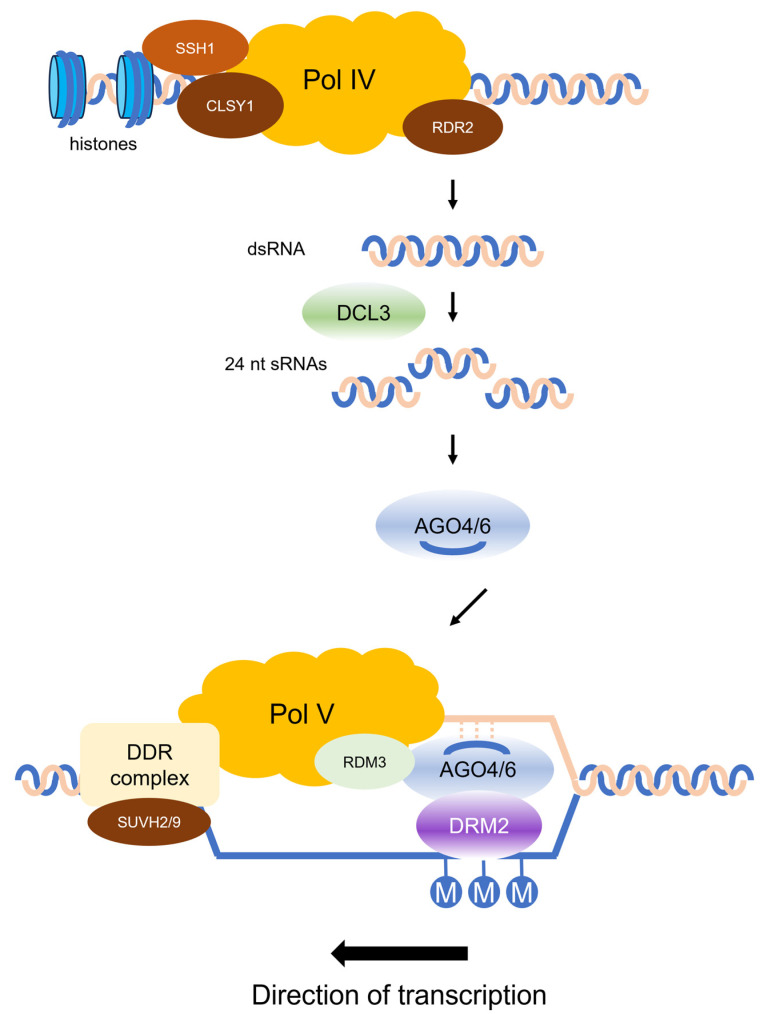 SSH1
Pol IV
CLSY1
RDR2
histones
dsRNA
DCL3
24 nt sRNAs
AGO4/6
Pol V
DDR
complex
RDM3
AGO4/6
SUVH2/9
DRM2
M M M
Direction of transcription